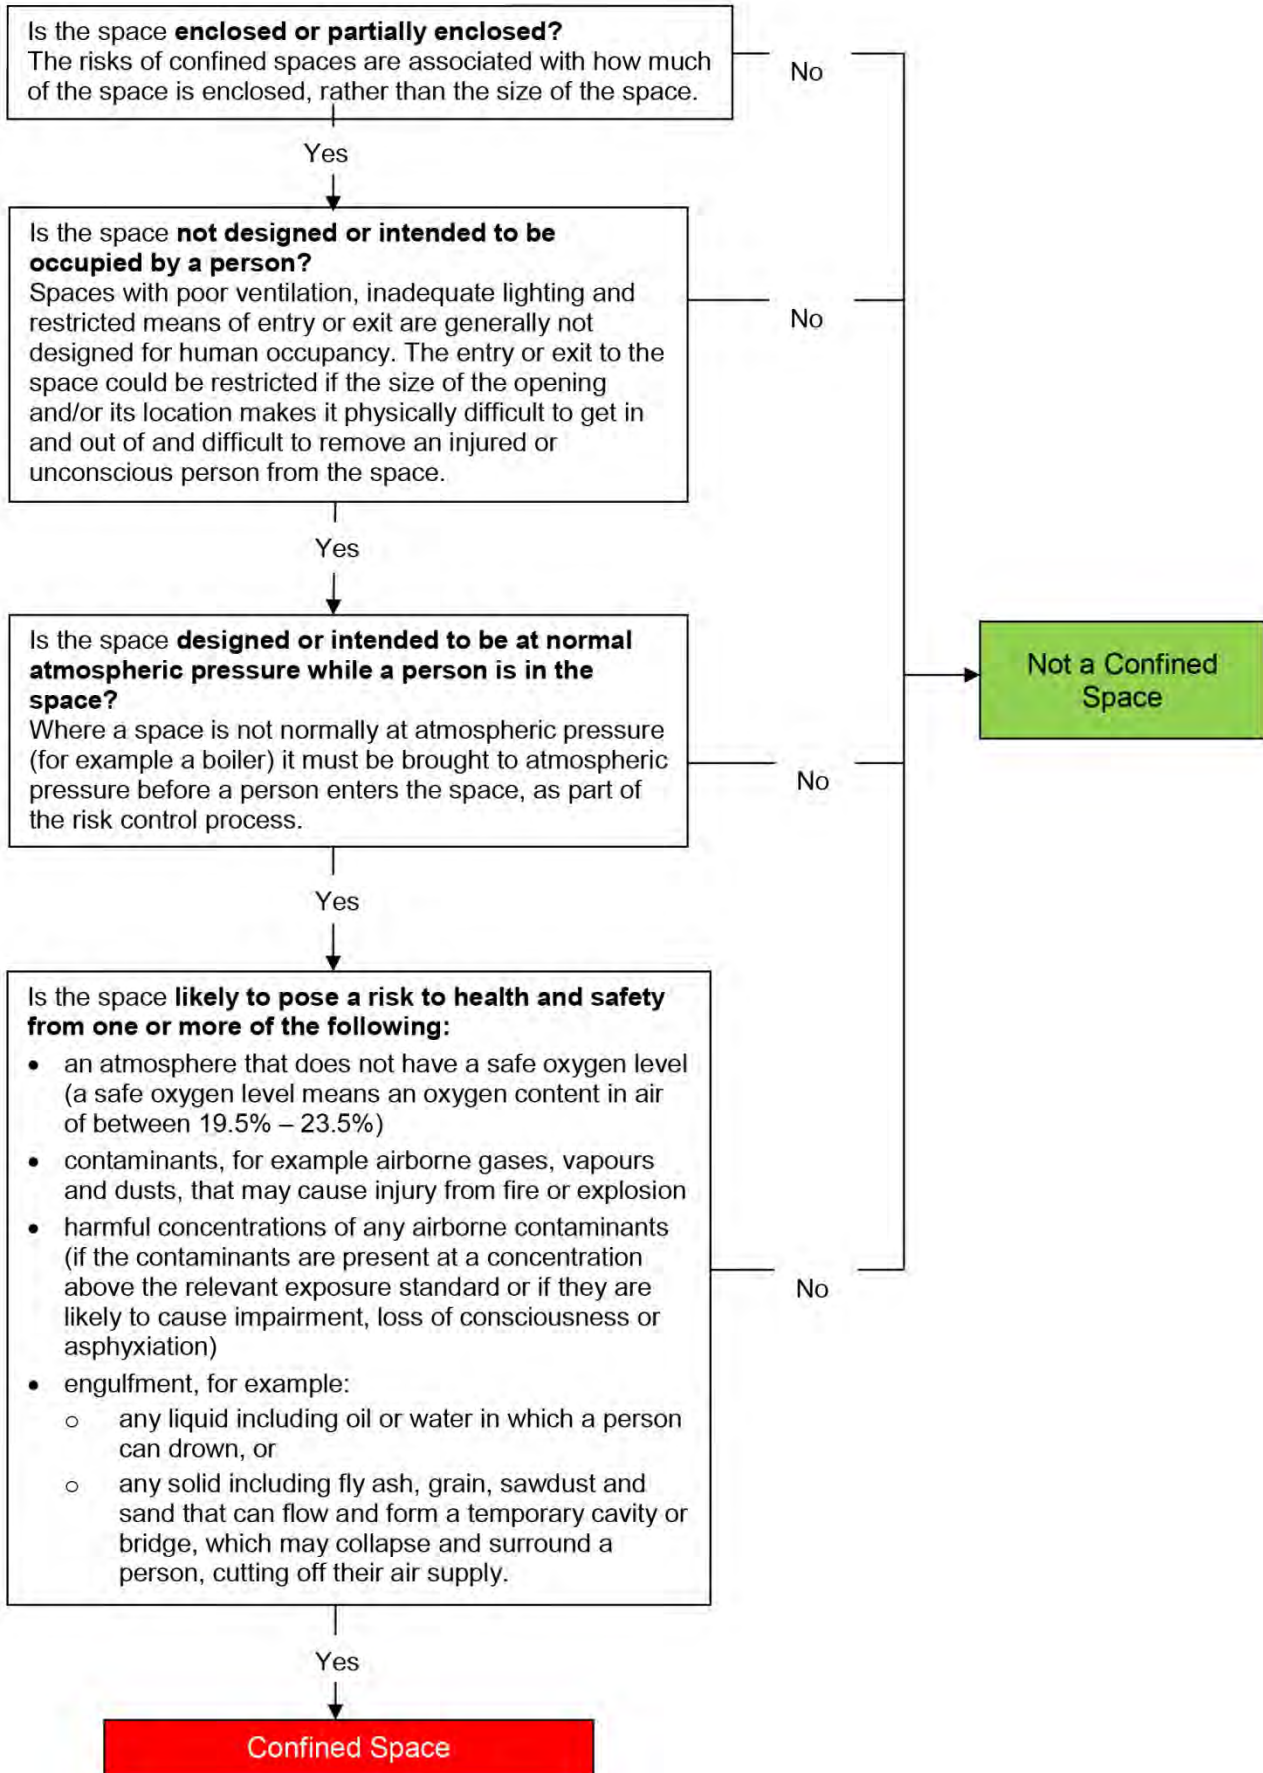 Is the space enclosed or partially enclosed?
The risks of confined spaces are associated with how much
of the space is enclosed, rather than the size of the space.
No
Yes
Is the space not designed or intended to be
occupied by a person?
Spaces with poor ventilation, inadequate lighting and
restricted means of entry or exit are generally not
designed for human occupancy. The entry or exit to the
space could be restricted if the size of the opening
and/or its location makes it physically difficult to get in
and out of and difficult to remove an injured or
unconscious person from the space.
No
Yes
Is the space designed or intended to be at normal
atmospheric pressure while a person is in the
space?
Where a space is not normally at atmospheric pressure
(for example a boiler) it must be brought to atmospheric
pressure before a person enters the space, as part of
the risk control process.
Not a Confined
Space
No
Yes
Is the space likely to pose a risk to health and safety
from one or more of the following:
• an atmosphere that does not have a safe oxygen level
(a safe oxygen level means an oxygen content in air
of between 19.5% – 23.5%)
• contaminants, for example airborne gases, vapours
and dusts, that may cause injury from fire or explosion
• harmful concentrations of any airborne contaminants
(if the contaminants are present at a concentration
above the relevant exposure standard or if they are
likely to cause impairment, loss of consciousness or
asphyxiation)
• engulfment, for example:
o any liquid including oil or water in which a person
can drown, or
o any solid including fly ash, grain, sawdust and
sand that can flow and form a temporary cavity or
bridge, which may collapse and surround a
person, cutting off their air supply.
No
Yes
Confined Space